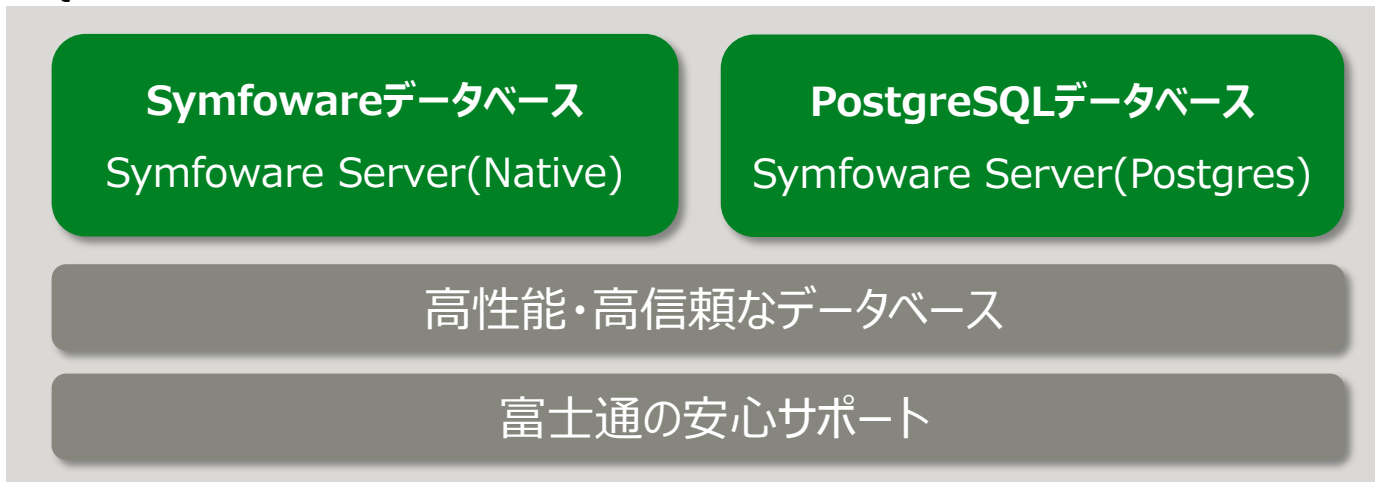 Symfowareデータベース
Symfoware Server(Native)
PostgreSQLデータベース
Symfoware Server(Postgres)
高性能・高信頼なデータベース
富士通の安心サポート